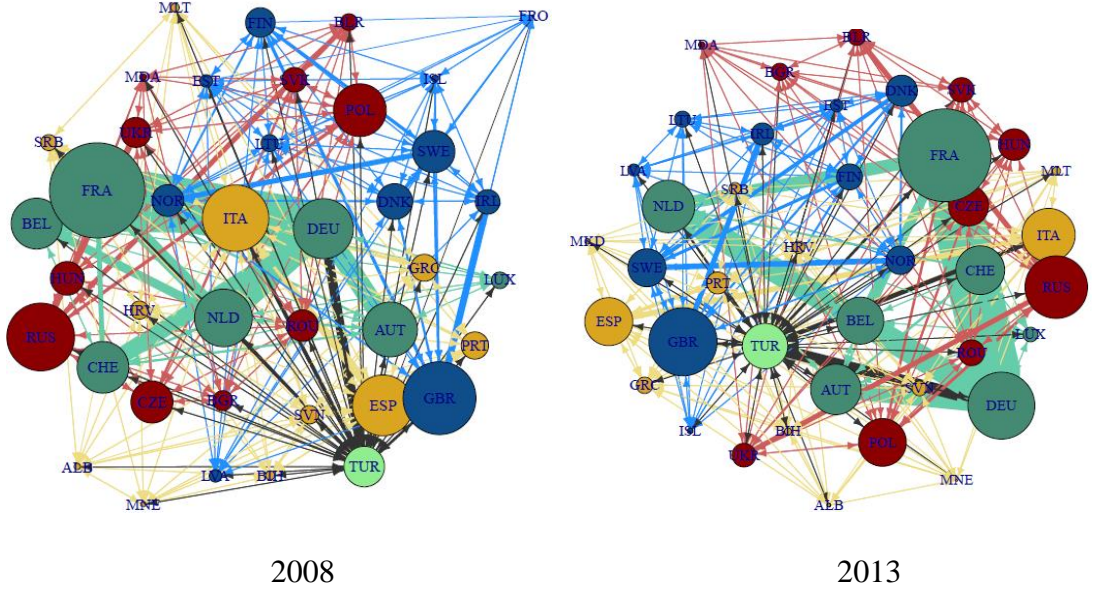 MLT
FIN
BLR
FRO
MDA
EST
SVK
ISL
POL
UKR
SRB
LTU
SWE
FRA
NOR
ITA
DNK
IRL
BEL
DEU
HUN
GRC
LUX
HRV
NLD
ROU
AUT
RUS
PRT
CHE
CZE
BGR
SVN
ESP
GBR
ALB
LVA
BIH
TUR
MNE
2008
BLR
MDA
BGR
SVK
DNK
EST
LTU
IRL
HUN
FRA
LVA
FIN
MLT
SRB
NLD
CZE
ITA
MKD
HRV
NOR
SWE
CHE
PRT
RUS
ESP
BEL
LUX
GBR
TUR
ROU
GRC
AUT
SVN
DEU
ISL
BIH
POL
UKR
MNE
ALB
2013